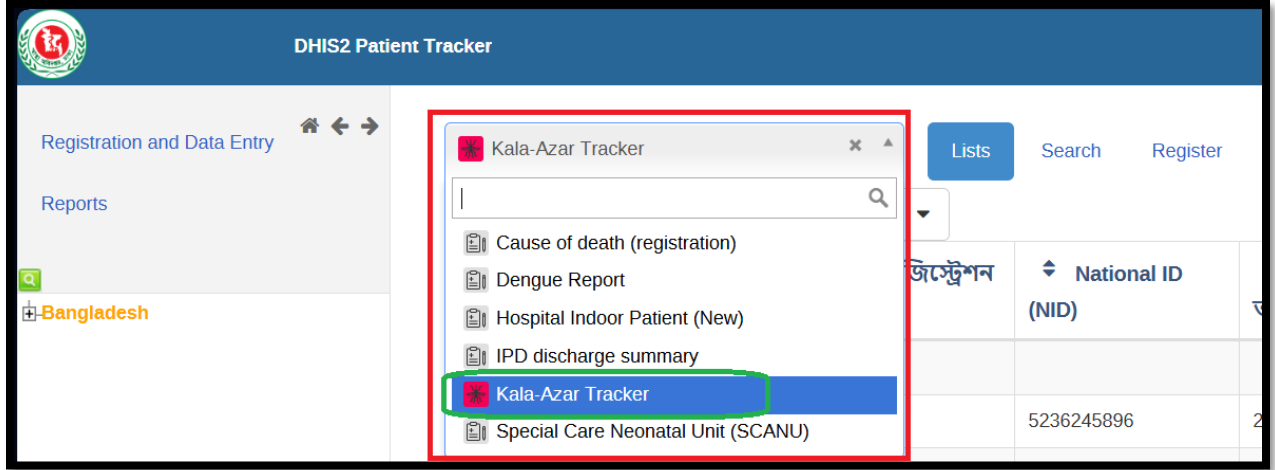 DHIS2 Patient Tracker
Registration and Data Entry
Reports
Bangladesh
Kala-Azar Tracker
Lists
Search
Register
Cause of death (registration)
Dengue Report
Hospital Indoor Patient (New)
IPD discharge summary
Kala-Azar Tracker
Special Care Neonatal Unit (SCANU)
National ID
(NID)
5236245896
2